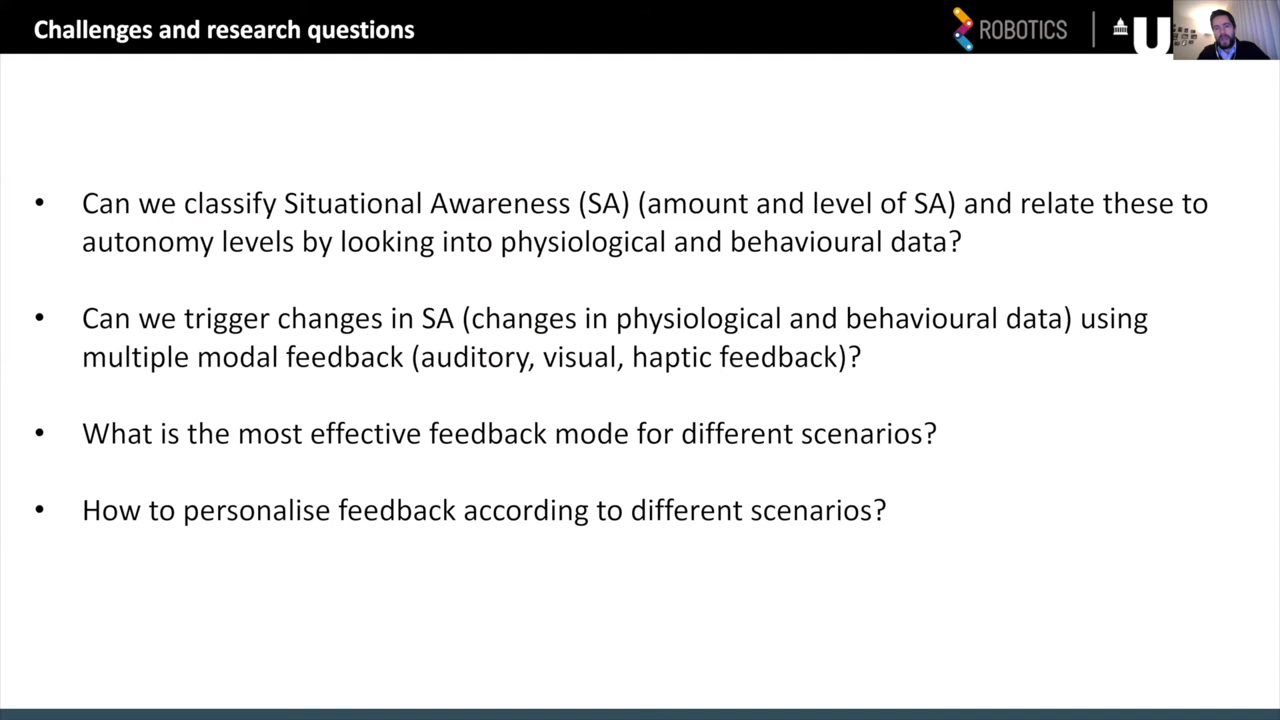 Challenges and research questions
ROBOTICS
U
• Can we classify Situational Awareness (SA) (amount and level of SA) and relate these to
autonomy levels by looking into physiological and behavioural data?
• Can we trigger changes in SA (changes in physiological and behavioural data) using
multiple modal feedback (auditory, visual, haptic feedback)?
• What is the most effective feedback mode for different scenarios?
• How to personalise feedback according to different scenarios?